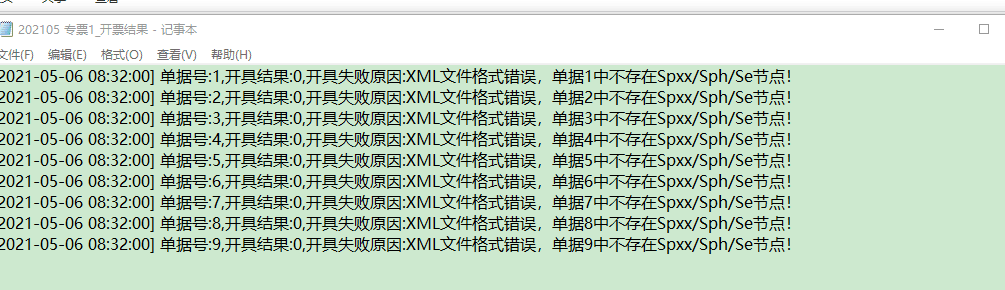 202105 专票1_开票结果 - 记事本
文件(F) 编辑(E) 格式(O) 查看(V) 帮助(H)
2021-05-06 08:32:00] 单据号:1,开具结果:0,开具失败原因:XML文件格式错误，单据1中不存在Spxx/Sph/Se节点！
2021-05-06 08:32:00] 单据号:2,开具结果:0,开具失败原因:XML文件格式错误，单据2中不存在Spxx/Sph/Se节点！
2021-05-06 08:32:00] 单据号:3,开具结果:0,开具失败原因:XML文件格式错误，单据3中不存在Spxx/Sph/Se节点！
2021-05-06 08:32:00] 单据号:4,开具结果:0,开具失败原因:XML文件格式错误，单据4中不存在Spxx/Sph/Se节点！
2021-05-06 08:32:00] 单据号:5,开具结果:0,开具失败原因:XML文件格式错误，单据5中不存在Spxx/Sph/Se节点！
2021-05-06 08:32:00] 单据号:6,开具结果:0,开具失败原因:XML文件格式错误，单据6中不存在Spxx/Sph/Se节点！
2021-05-06 08:32:00] 单据号:7,开具结果:0,开具失败原因:XML文件格式错误，单据7中不存在Spxx/Sph/Se节点！
2021-05-06 08:32:00] 单据号:8,开具结果:0,开具失败原因:XML文件格式错误，单据8中不存在Spxx/Sph/Se节点！
2021-05-06 08:32:00] 单据号:9,开具结果:0,开具失败原因:XML文件格式错误，单据9中不存在Spxx/Sph/Se节点！